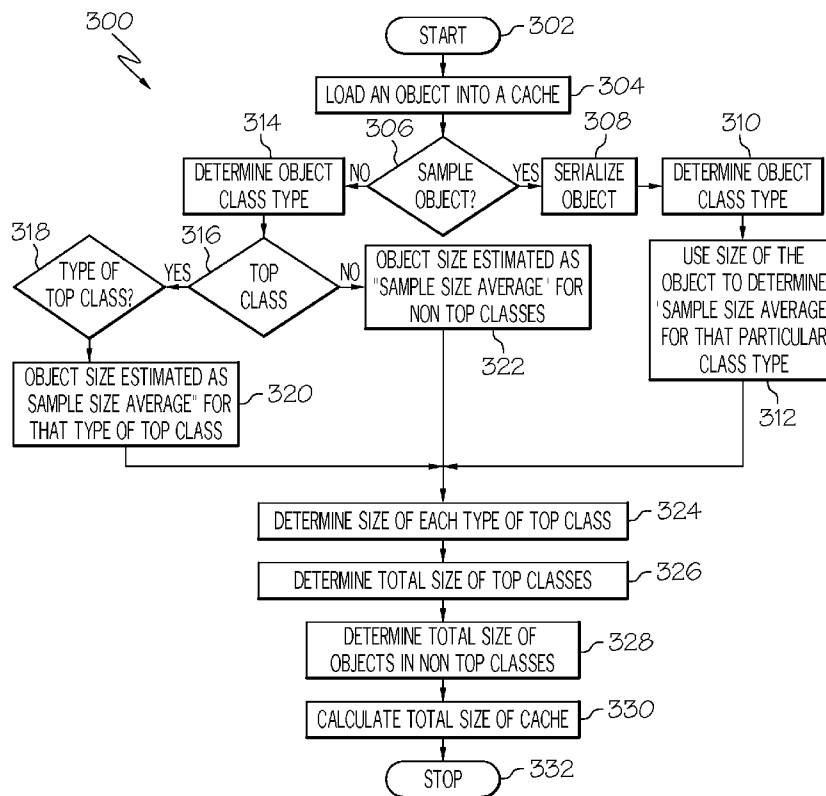 300
START
302
LOAD AN OBJECT INTO A CACHE
304
306
SAMPLE
OBJECT?
NO
YES
308
SERIALIZE
OBJECT
310
DETERMINE OBJECT
CLASS TYPE
314
DETERMINE OBJECT
CLASS TYPE
316
TOP
CLASS
YES
NO
318
TYPE OF
TOP CLASS?
OBJECT SIZE ESTIMATED AS
"SAMPLE SIZE AVERAGE' FOR
NON TOP CLASSES
322
USE SIZE OF THE
OBJECT TO DETERMINE
'SAMPLE SIZE AVERAGE'
FOR THAT PARTICULAR
CLASS TYPE
312
OBJECT SIZE ESTIMATED AS
SAMPLE SIZE AVERAGE" FOR
THAT TYPE OF TOP CLASS
320
DETERMINE SIZE OF EACH TYPE OF TOP CLASS
324
DETERMINE TOTAL SIZE OF TOP CLASSES
326
DETERMINE TOTAL SIZE OF
OBJECTS IN NON TOP CLASSES
328
CALCULATE TOTAL SIZE OF CACHE
330
STOP
332